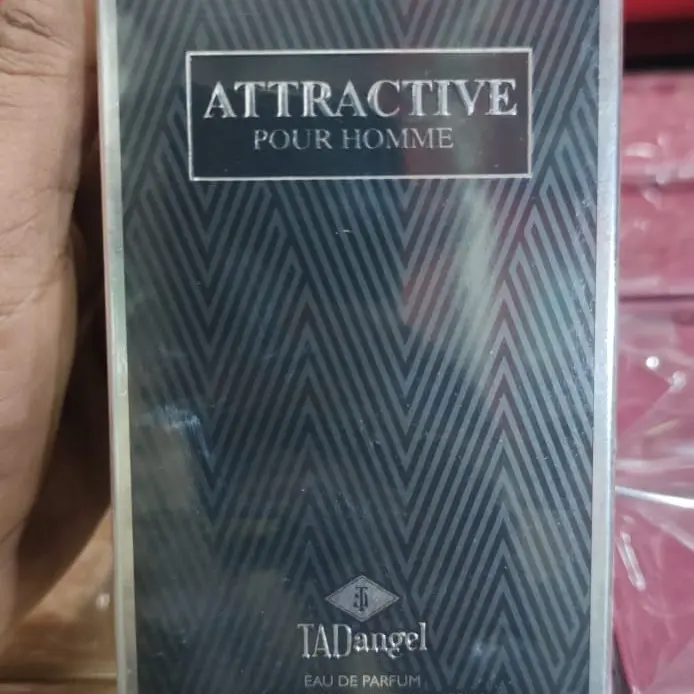 ATTRACTIVE
POUR HOMME
TADangel
EAU DE PARFUM